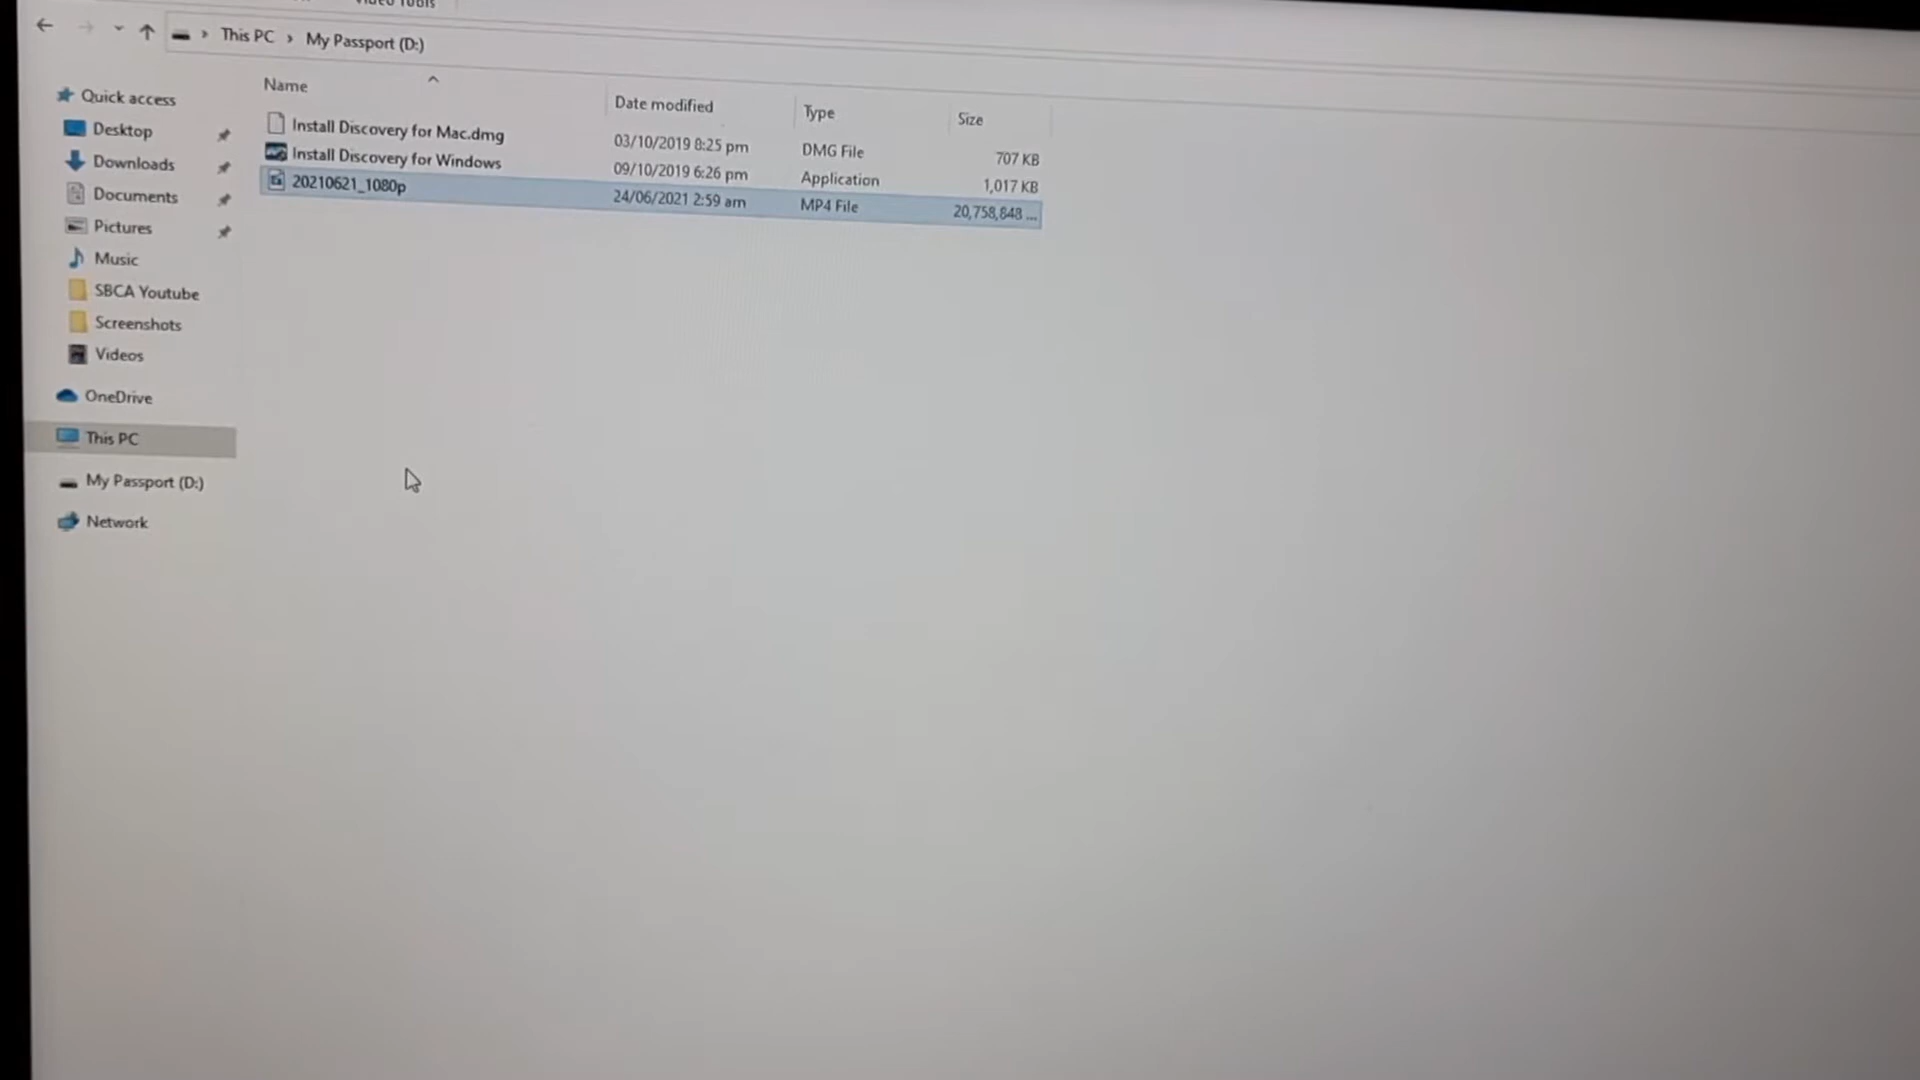 Video Tools
This PC > My Passport (D:)
Name
Date modified
Type
Size
Quick access
Desktop
Downloads
Documents
Pictures
Music
SBCA Youtube
Screenshots
Videos
OneDrive
This PC
My Passport (D:)
Network
Install Discovery for Mac.dmg 03/10/2019 8:25 pm DMG File 707 KB
Install Discovery for Windows 09/10/2019 6:26 pm Application 1,017 KB
20210621_1080p 24/06/2021 2:59 am MP4 File 20,758,848 ...